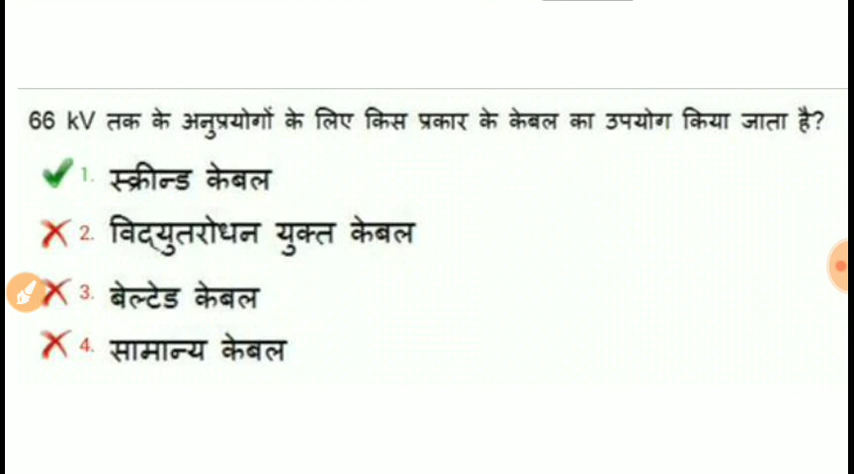 66 kV तक के अनुप्रयोगों के लिए किस प्रकार के केबल का उपयोग किया जाता है?
1. स्क्रीन्ड केबल
2. विद्युतरोधन युक्त केबल
3. बेल्टेड केबल
4. सामान्य केबल